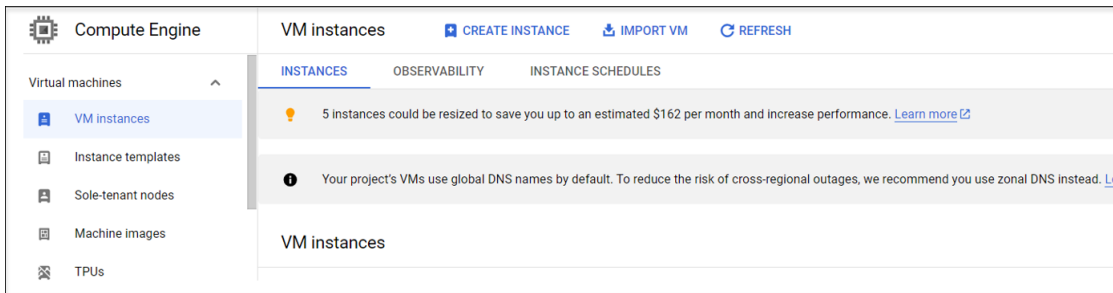 Compute Engine
VM instances
CREATE INSTANCE
IMPORT VM
REFRESH
Virtual machines
VM instances
Instance templates
Sole-tenant nodes
Machine images
TPUs
INSTANCES
OBSERVABILITY
INSTANCE SCHEDULES
5 instances could be resized to save you up to an estimated $162 per month and increase performance. Learn more
Your project's VMs use global DNS names by default. To reduce the risk of cross-regional outages, we recommend you use zonal DNS instead.
VM instances